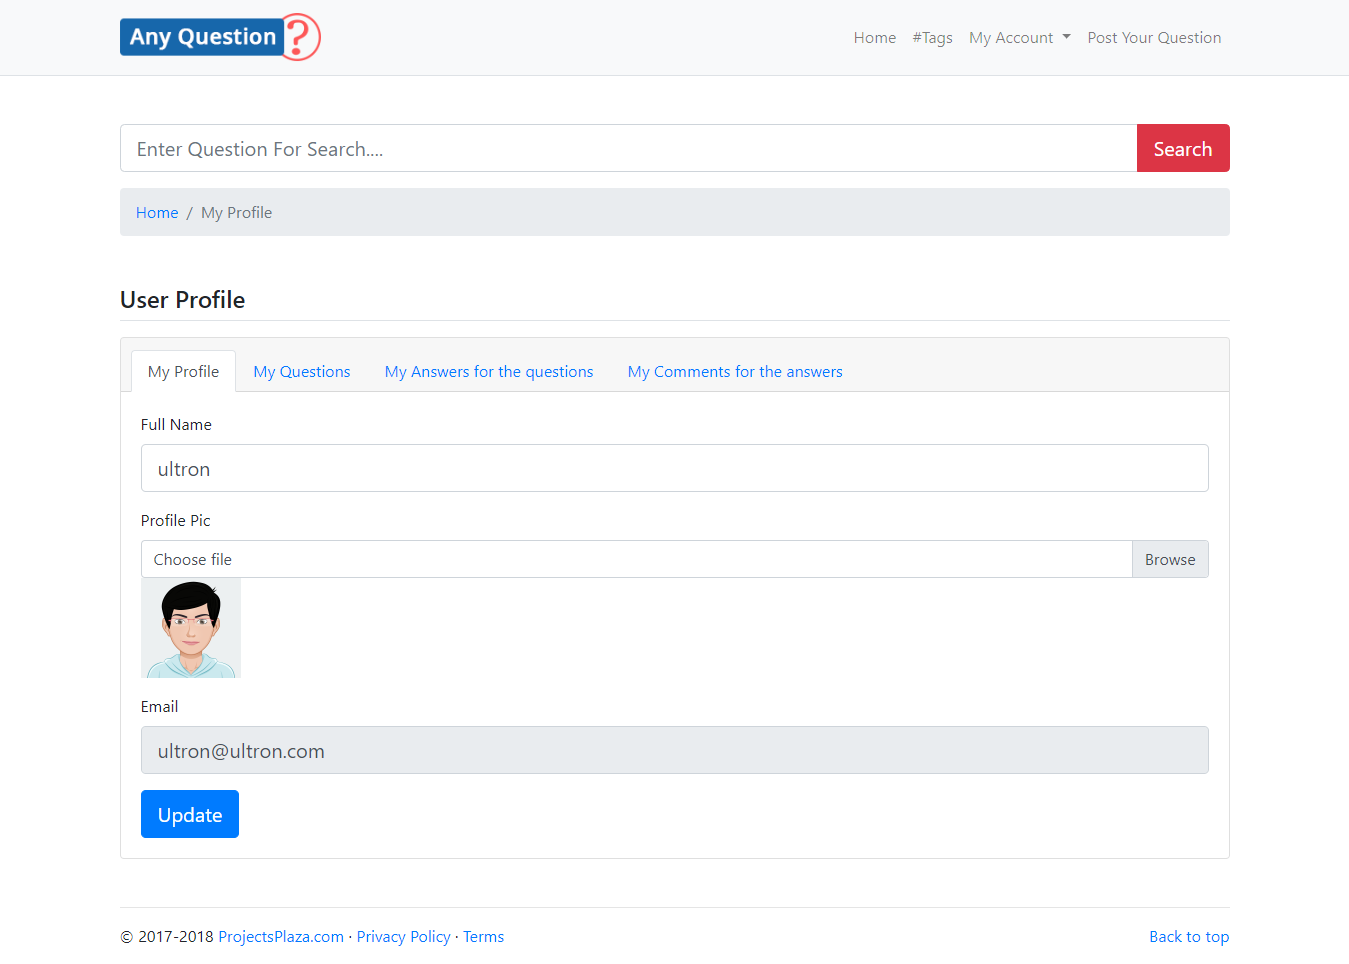 Any Question ?
Home #Tags My Account Post Your Question
Enter Question For Search....
Search
Home / My Profile
User Profile
My Profile My Questions My Answers for the questions My Comments for the answers
Full Name
ultron
Profile Pic
Choose file Browse
Email
ultron@ultron.com
Update
© 2017-2018 ProjectsPlaza.com · Privacy Policy · Terms Back to top